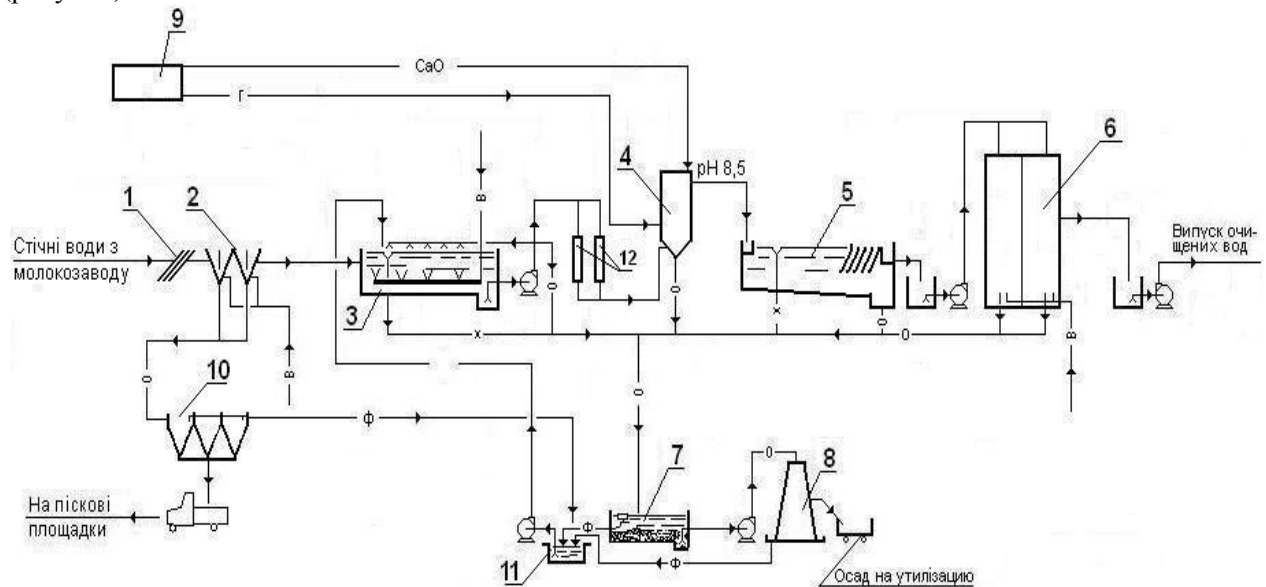 9
CaO
Г
6
4
pH 8,5
В
1
2
5
Стічні води з
молокозаводу
12
Випуск очи-
щених вод
О
3
О
х
х
О
О
В
О
В
10
О
ф
7
О
8
На піскові
площадки
Ф
11
Ф
Осад на утилізацію